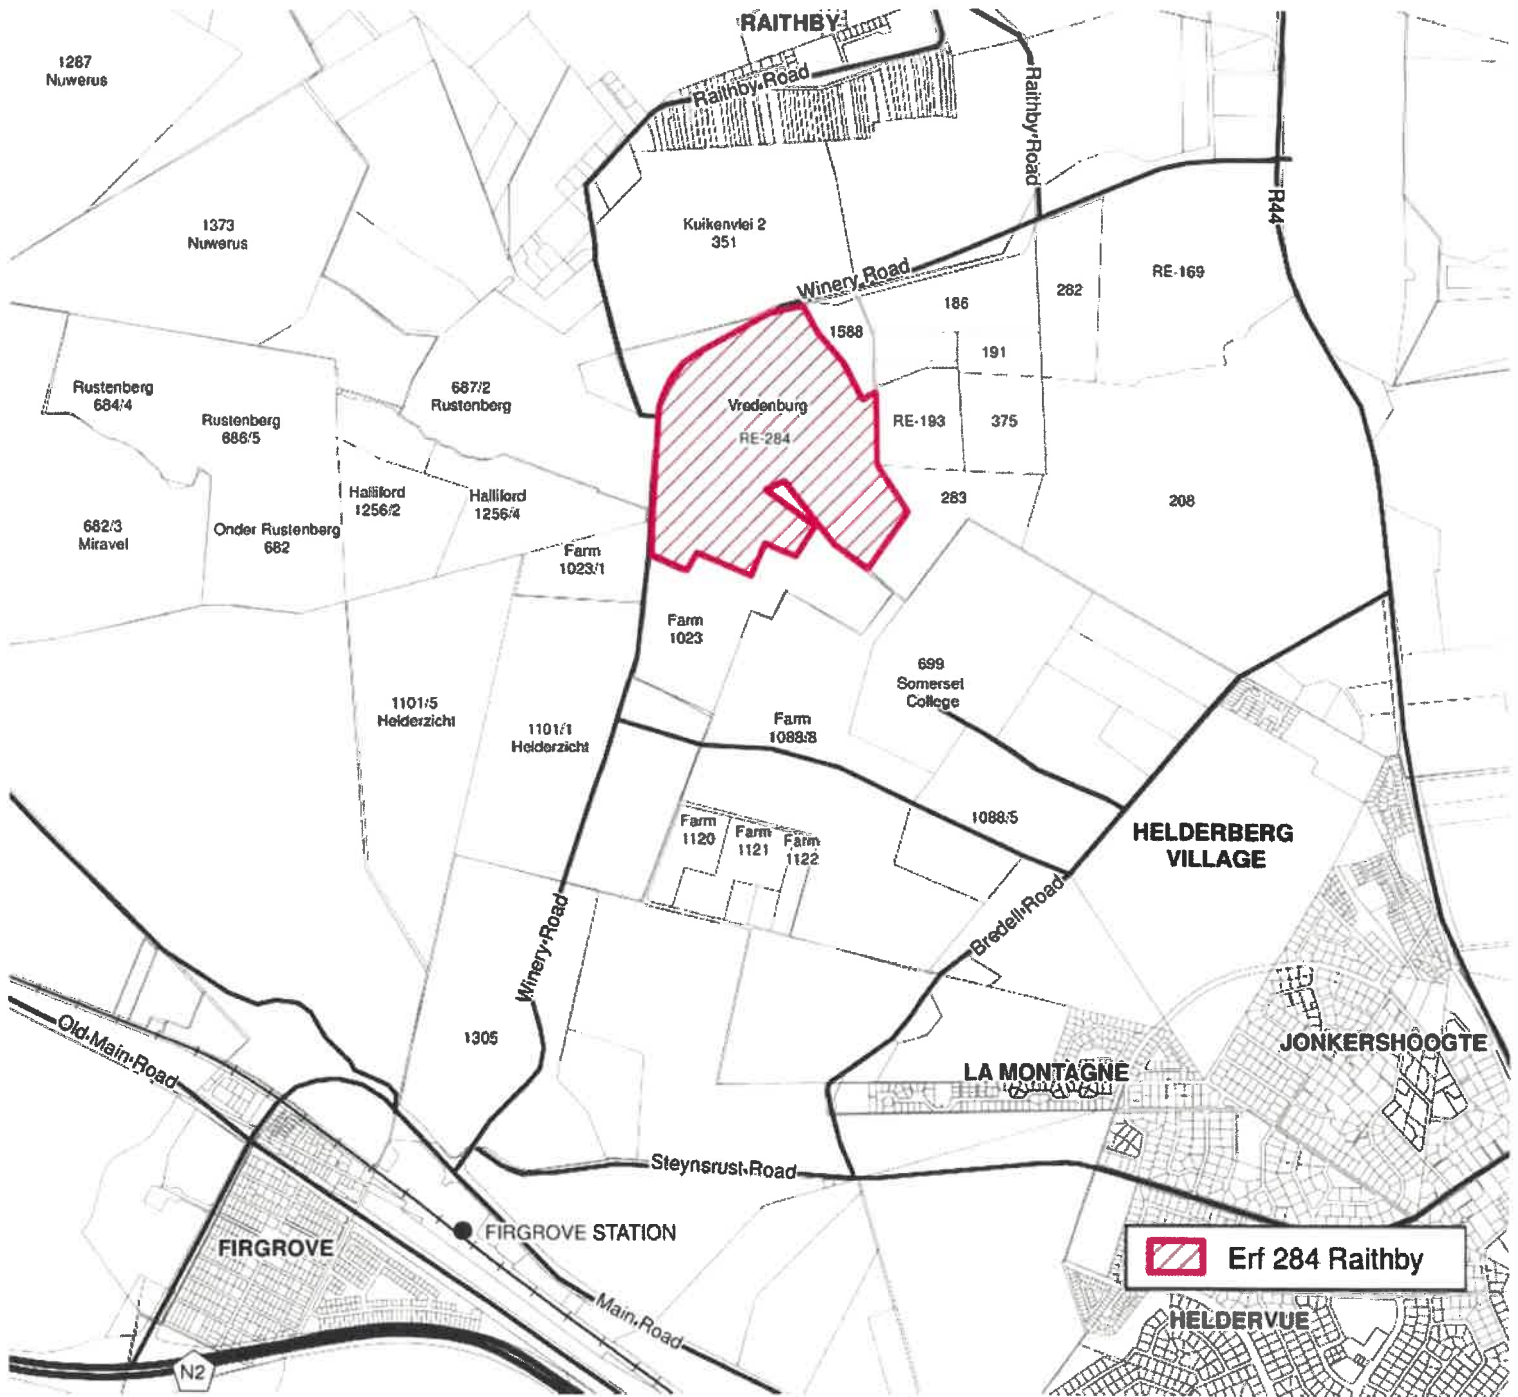 RAITHBY
1287
Nuwerus
Raithby Road
Raithby Road
R44
1373
Nuwerus
Kuikenvlei 2
351
Winery Road
RE-169
282
186
1588
191
Rustenberg
684/4
687/2
Rustenberg
Rustenberg
686/5
Vredenburg
RE-284
RE-193
375
Halliford
1256/2
Halliford
1256/4
283
208
682/3
Miravel
Onder Rustenberg
682
Farm
1023/1
Farm
1023
699
Somerset
College
1101/5
Helderzicht
1101/1
Helderzicht
Farm
1088/8
1088/5
Farm
1120
Farm
1121
Farm
1122
HELDERBERG
VILLAGE
Bredell Road
Winery Road
1305
Old Main Road
JONKERSHOOGTE
LA MONTAGNE
Steynsrust Road
FIRGROVE STATION
FIRGROVE
Erf 284 Raithby
Main Road
HELDERVUE
N2